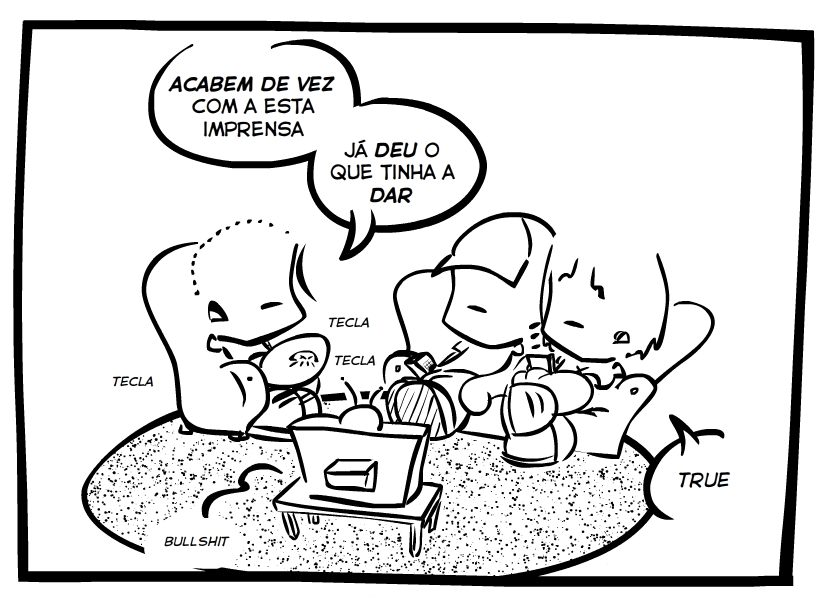 ACABEM DE VEZ
COM A ESTA
IMPRENSA
JÁ DEU O
QUE TINHA A
DAR
TECLA
TECLA
TECLA
TRUE
BULLSHIT